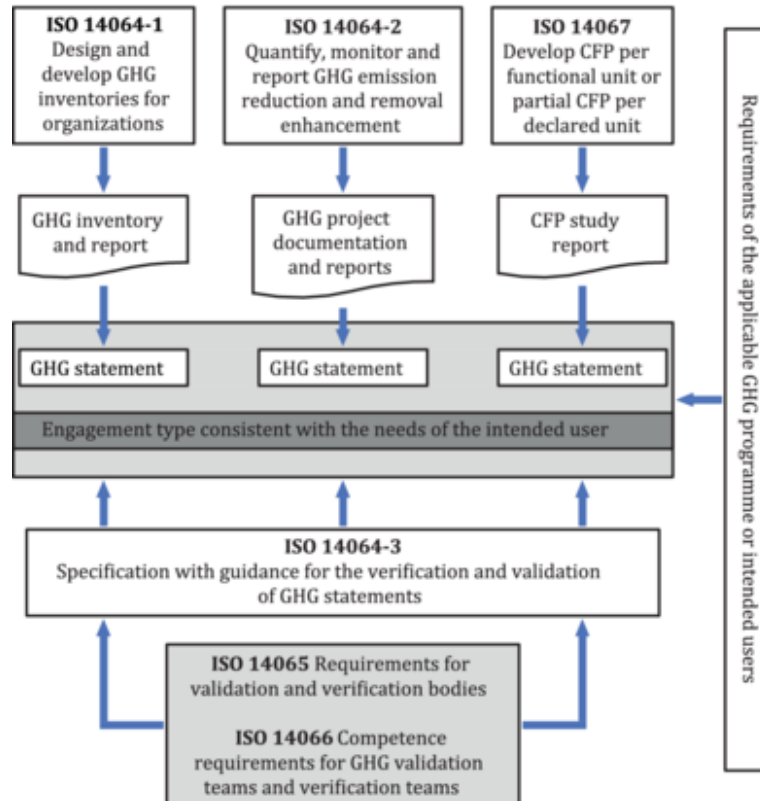 ISO 14064-1
Design and
develop GHG
inventories for
organizations
ISO 14064-2
Quantify, monitor and
report GHG emission
reduction and removal
enhancement
ISO 14067
Develop CFP per
functional unit or
partial CFP per
declared unit
GHG inventory
and report
GHG project
documentation
and reports
CFP study
report
GHG statement
GHG statement
GHG statement
Engagement type consistent with the needs of the intended user
ISO 14064-3
Specification with guidance for the verification and validation
of GHG statements
ISO 14065 Requirements for
validation and verification bodies
ISO 14066 Competence
requirements for GHG validation
teams and verification teams
Requirements of the applicable GHG programme or intended users